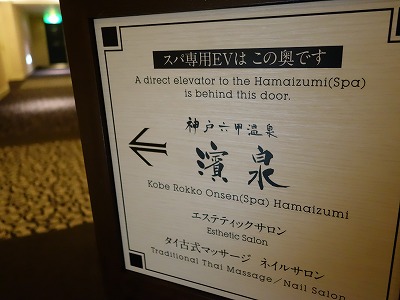 スパ専用EVは この奥です
A direct elevator to the Hamaizumi(Spa)
is behind this door.
神戸六甲温泉
濱泉
Kobe Rokko Onsen(Spa) Hamaizumi
エステティックサロン
Esthetic Salon
タイ古式マッサージ ネイルサロン
Traditional Thai Massage／Nail Salon